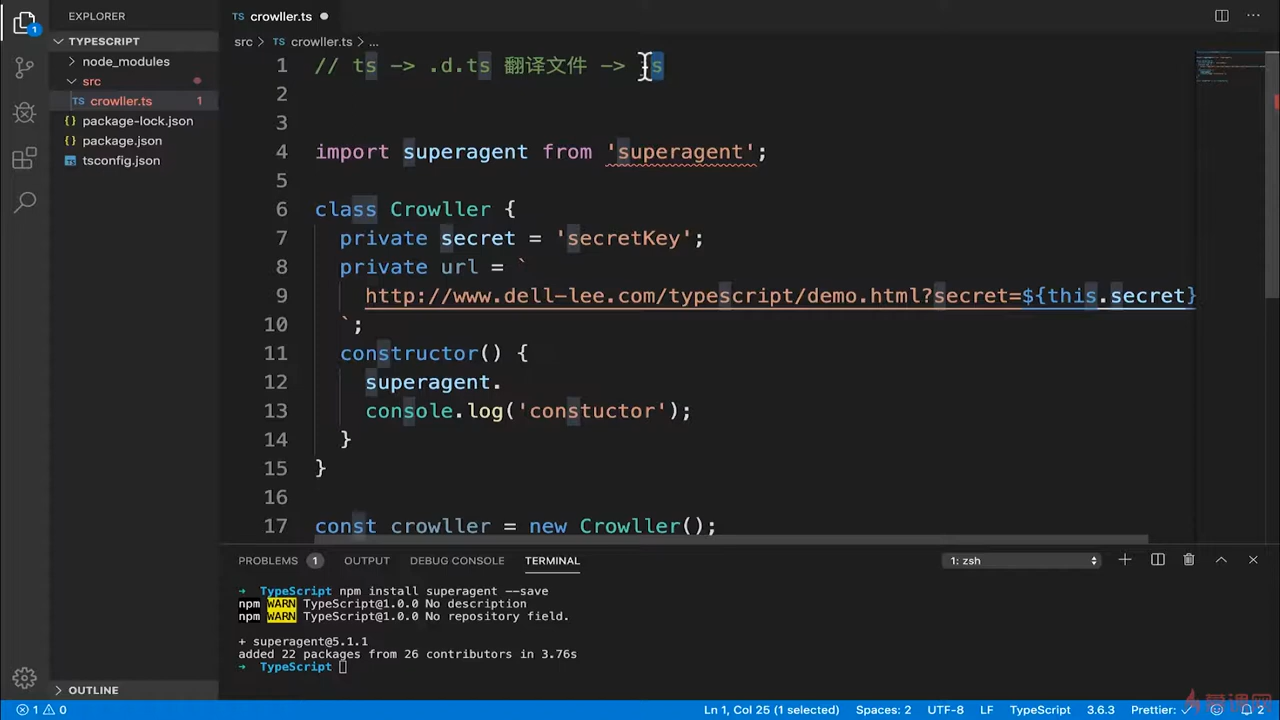 EXPLORER
TS crowller.ts
TYPESCRIPT
src > crowller.ts > ...
node_modules
src
TS crowller.ts 1
{} package-lock.json
{} package.json
tsconfig.json
1 // ts -> .d.ts 翻译文件 -> js
2
3
4 import superagent from 'superagent';
5
6 class Crowller {
7 private secret = 'secretKey';
8 private url = `
9 http://www.dell-lee.com/typescript/demo.html?secret=${this.secret}
10 `;
11 constructor() {
12 superagent.
13 console.log('constuctor');
14 }
15 }
16
17 const crowller = new Crowller();
PROBLEMS 1 OUTPUT DEBUG CONSOLE TERMINAL 1: zsh
→ TypeScript npm install superagent --save
npm WARN TypeScript@1.0.0 No description
npm WARN TypeScript@1.0.0 No repository field.
+ superagent@5.1.1
added 22 packages from 26 contributors in 3.76s
→ TypeScript
OUTLINE
1 0 Ln 1, Col 25 (1 selected) Spaces: 2 UTF-8 LF TypeScript 3.6.3 Prettier: ✓ 2
慕课网